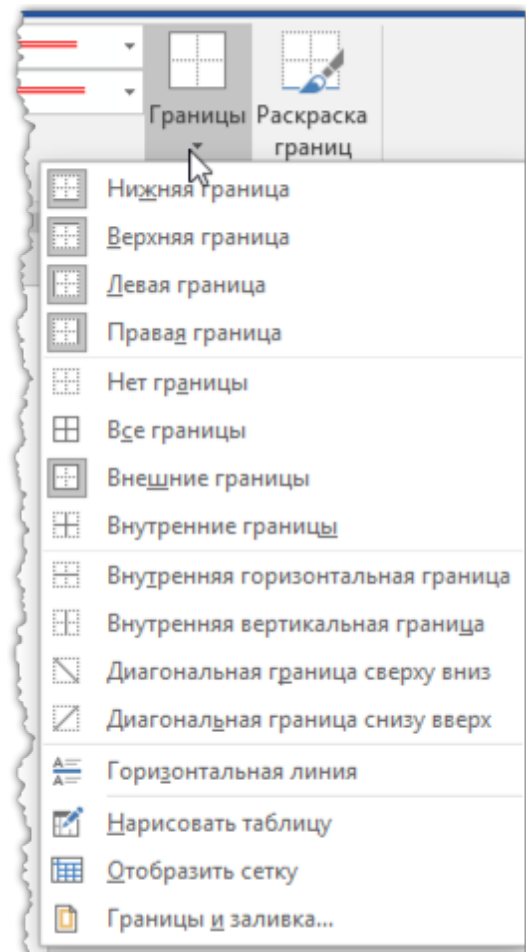 Границы Раскраска
границ
Нижняя граница
Верхняя граница
Левая граница
Правая граница
Нет границы
Все границы
Внешние границы
Внутренние границы
Внутренняя горизонтальная граница
Внутренняя вертикальная граница
Диагональная граница сверху вниз
Диагональная граница снизу вверх
Горизонтальная линия
Нарисовать таблицу
Отобразить сетку
Границы и заливка...